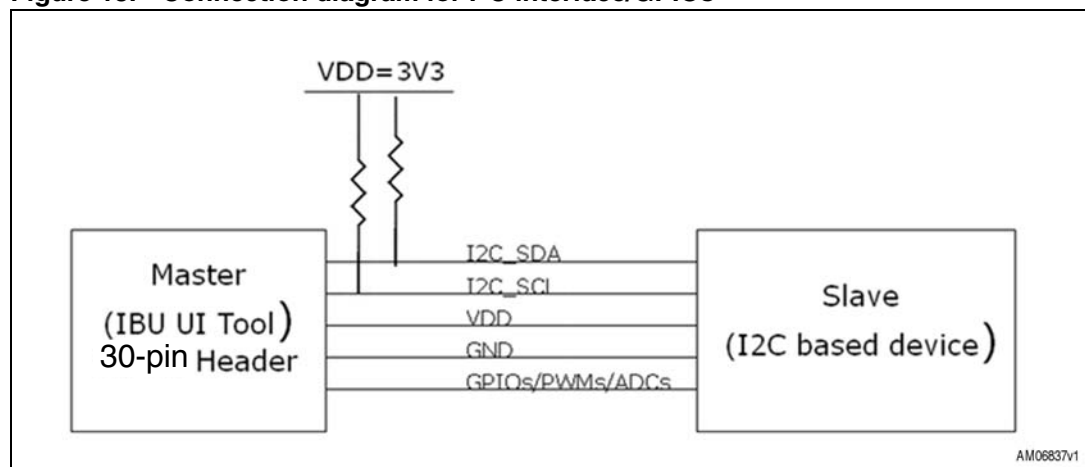 VDD=3V3
I2C_SDA
I2C_SCL
VDD
GND
GPIOs/PWMs/ADCs
Master
(IBU UI Tool)
30-pin Header
Slave
(I2C based device)
AM06837v1